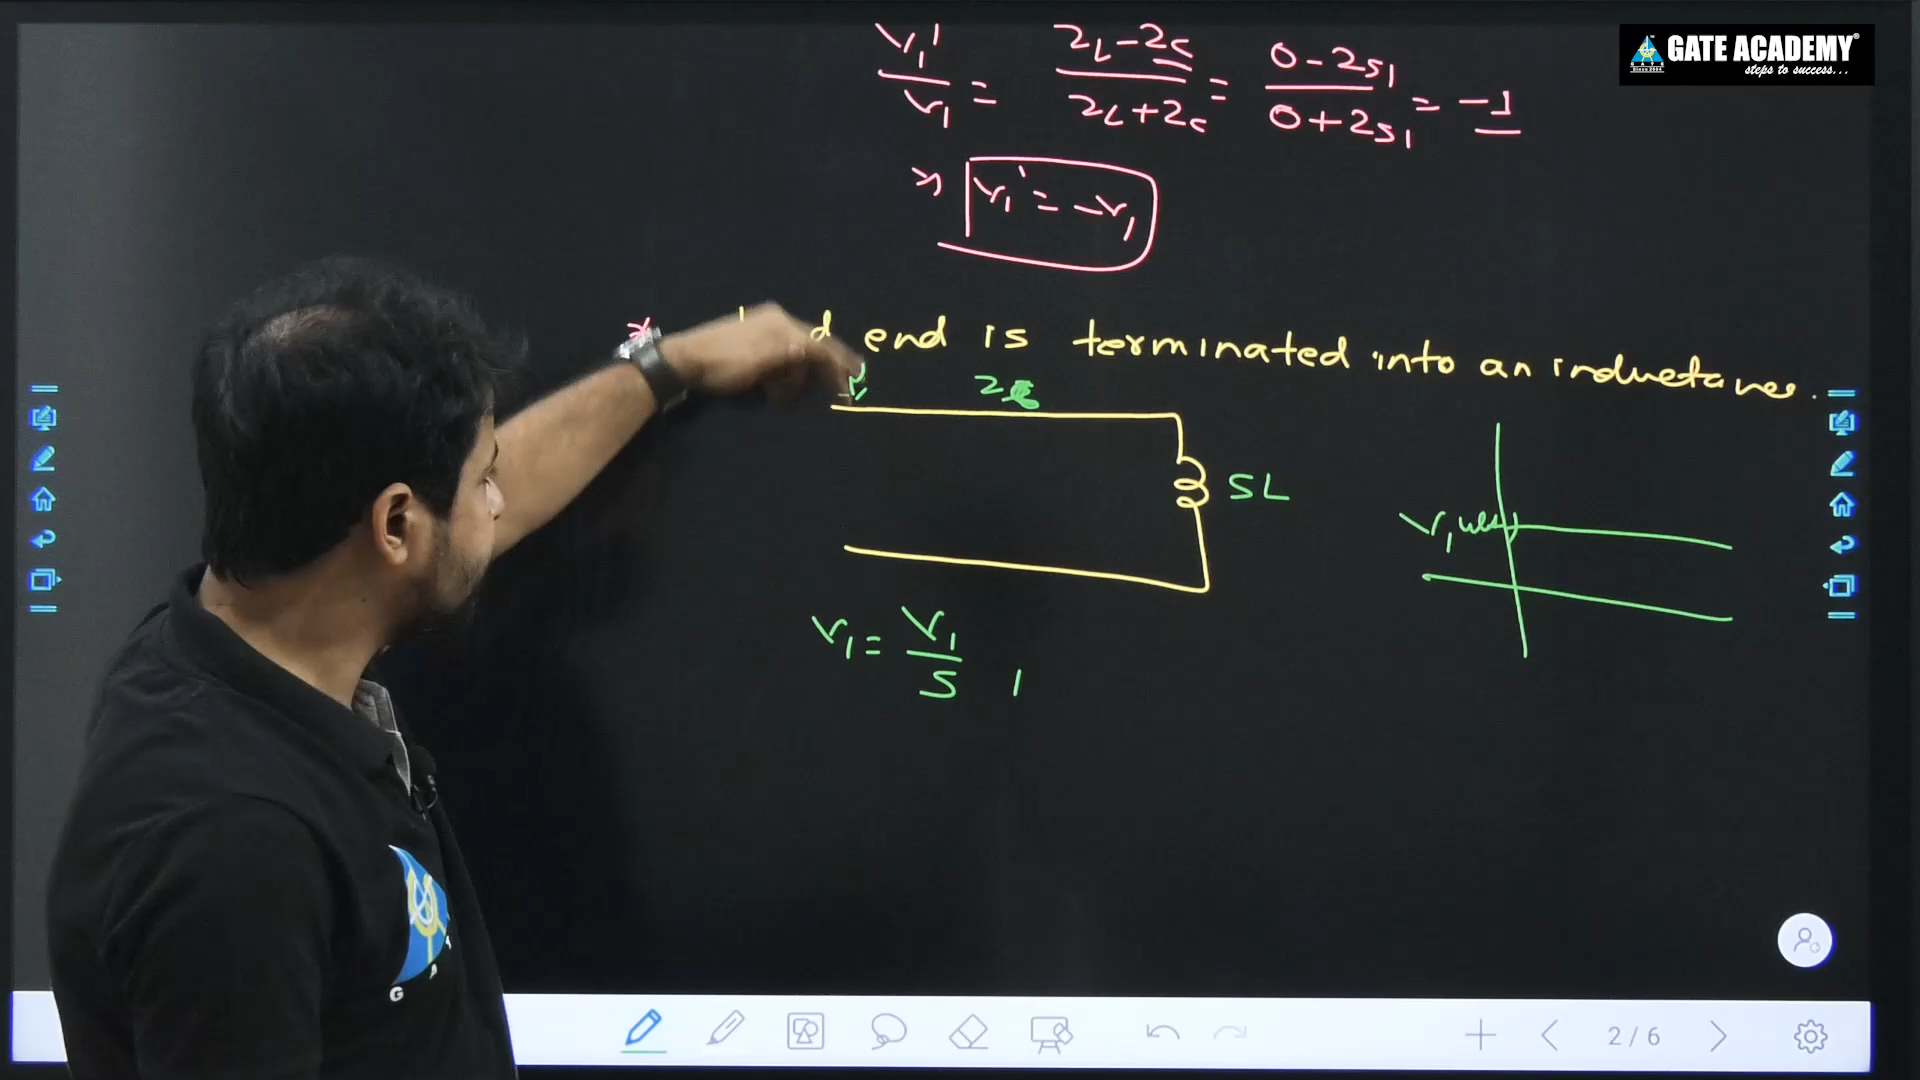 GATE ACADEMY
steps to success...
V1' / V1 = ZL-ZC / ZL+ZC = 0-ZS1 / 0+ZS1 = -1
V1' = -V1
end is terminated into an inductance.
SL
V1 u(t)
V1 = V1 / S
2 / 6
G